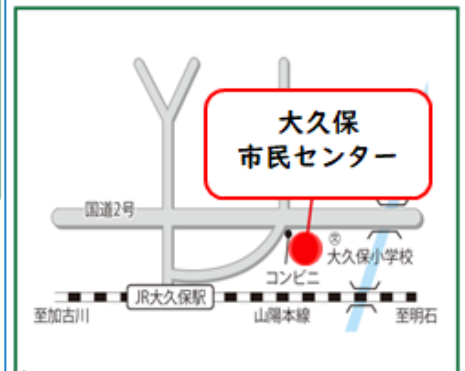 大久保
市民センター
国道2号
文
大久保小学校
コンビニ
JR大久保駅
至加古川
山陽本線
至明石